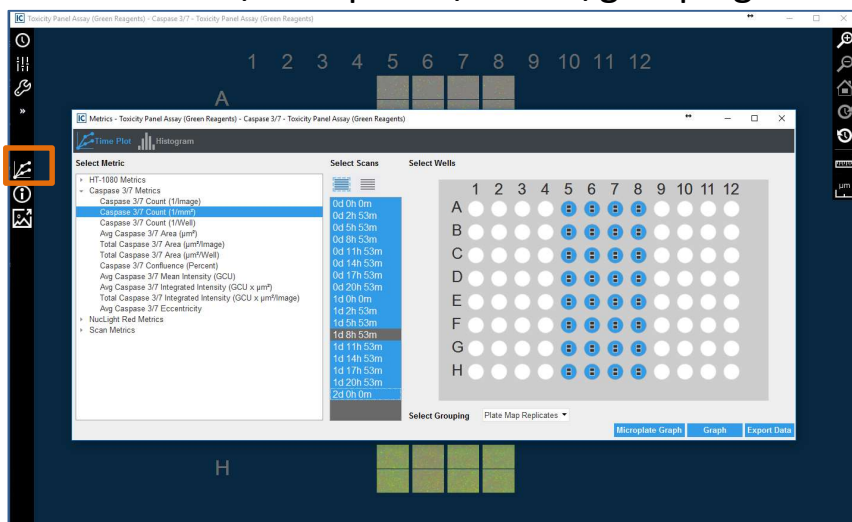 IC Toxicity Panel Assay (Green Reagents) - Caspase 3/7 - Toxicity Panel Assay (Green Reagents)
1 2 3 4 5 6 7 8 9 10 11 12
A
IC Metrics - Toxicity Panel Assay (Green Reagents) - Caspase 3/7 - Toxicity Panel Assay (Green Reagents)
Time Plot Histogram
Select Metric Select Scans Select Wells
HT-1080 Metrics
Caspase 3/7 Metrics
Caspase 3/7 Count (1/Image)
Caspase 3/7 Count (1/mm²)
Caspase 3/7 Count (1/Well)
Avg Caspase 3/7 Area (µm²)
Total Caspase 3/7 Area (µm²/Image)
Total Caspase 3/7 Area (µm²/Well)
Caspase 3/7 Confluence (Percent)
Avg Caspase 3/7 Mean Intensity (GCU)
Avg Caspase 3/7 Integrated Intensity (GCU x µm²)
Total Caspase 3/7 Integrated Intensity (GCU x µm²/Image)
Avg Caspase 3/7 Eccentricity
NucLight Red Metrics
Scan Metrics
0d 0h 0m
0d 2h 53m
0d 5h 53m
0d 8h 53m
0d 11h 53m
0d 14h 53m
0d 17h 53m
0d 20h 53m
1d 0h 0m
1d 2h 53m
1d 5h 53m
1d 8h 53m
1d 11h 53m
1d 14h 53m
1d 17h 53m
1d 20h 53m
2d 0h 0m
1 2 3 4 5 6 7 8 9 10 11 12
A
B
C
D
E
F
G
H
Select Grouping Plate Map Replicates
Microplate Graph Graph Export Data
H
µm